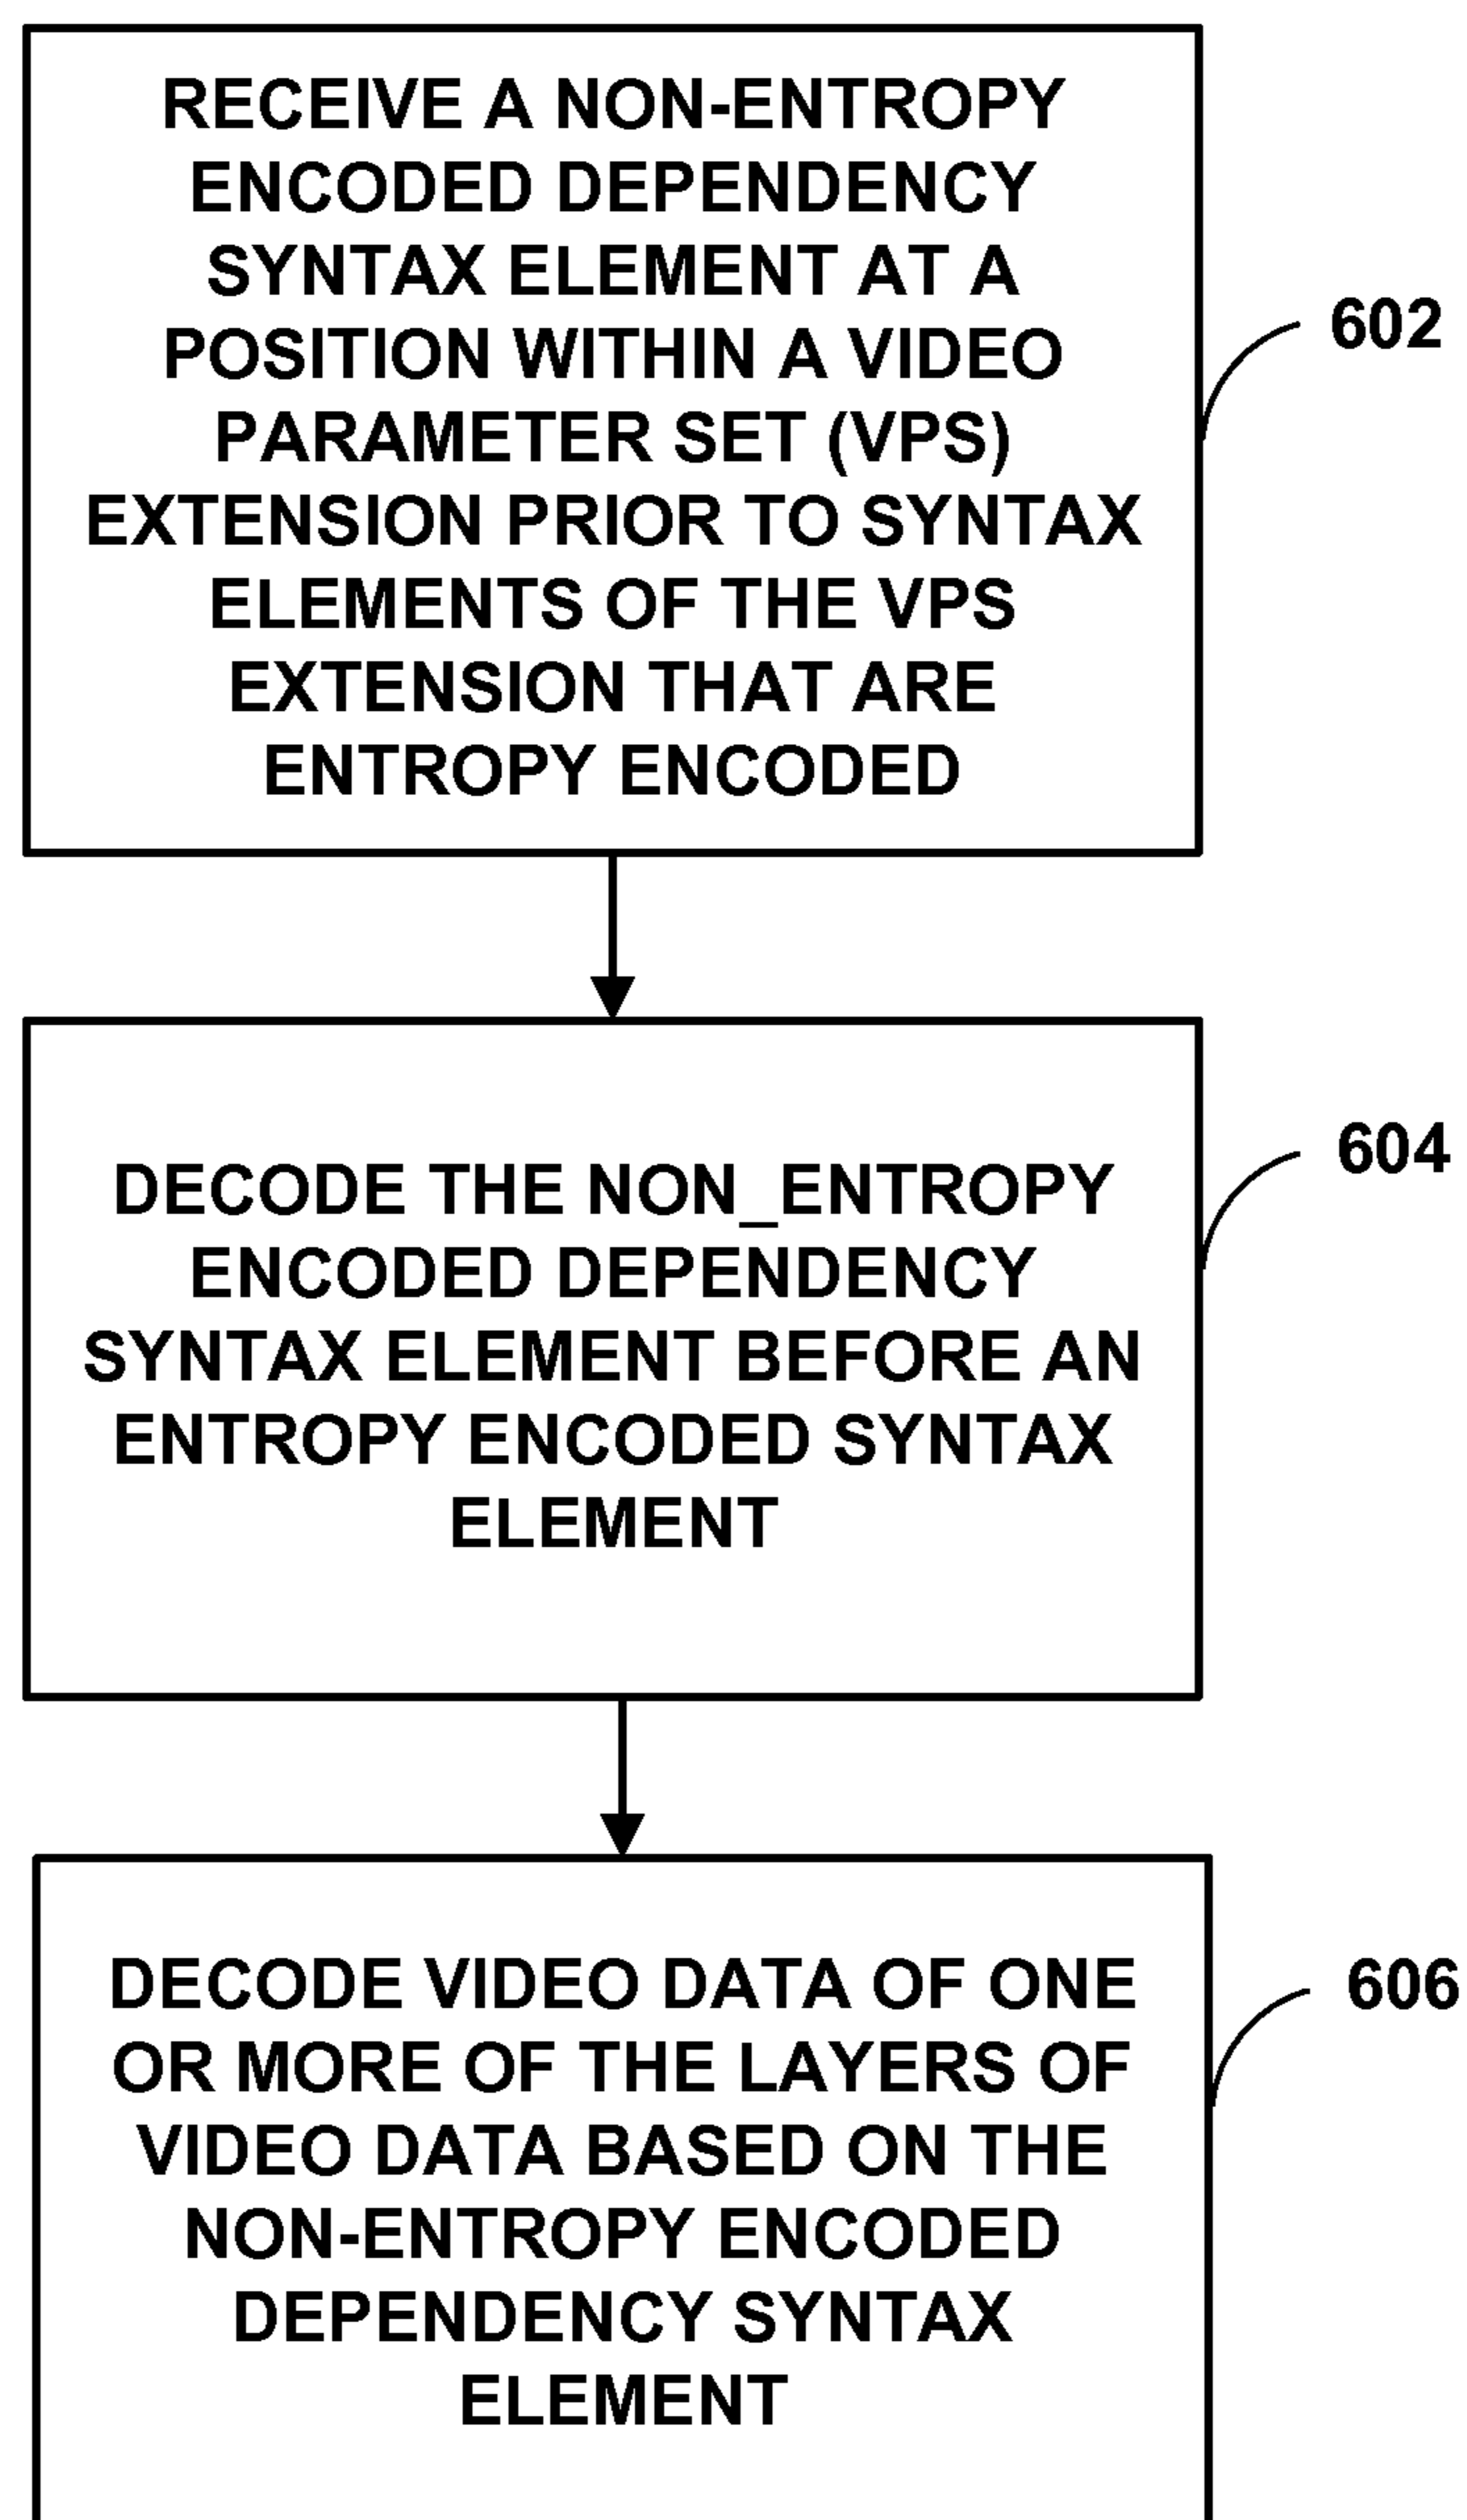 RECEIVE A NON-ENTROPY
ENCODED DEPENDENCY
SYNTAX ELEMENT AT A
POSITION WITHIN A VIDEO
PARAMETER SET (VPS)
EXTENSION PRIOR TO SYNTAX
ELEMENTS OF THE VPS
EXTENSION THAT ARE
ENTROPY ENCODED
602
DECODE THE NON_ENTROPY
ENCODED DEPENDENCY
SYNTAX ELEMENT BEFORE AN
ENTROPY ENCODED SYNTAX
ELEMENT
604
DECODE VIDEO DATA OF ONE
OR MORE OF THE LAYERS OF
VIDEO DATA BASED ON THE
NON-ENTROPY ENCODED
DEPENDENCY SYNTAX
ELEMENT
606